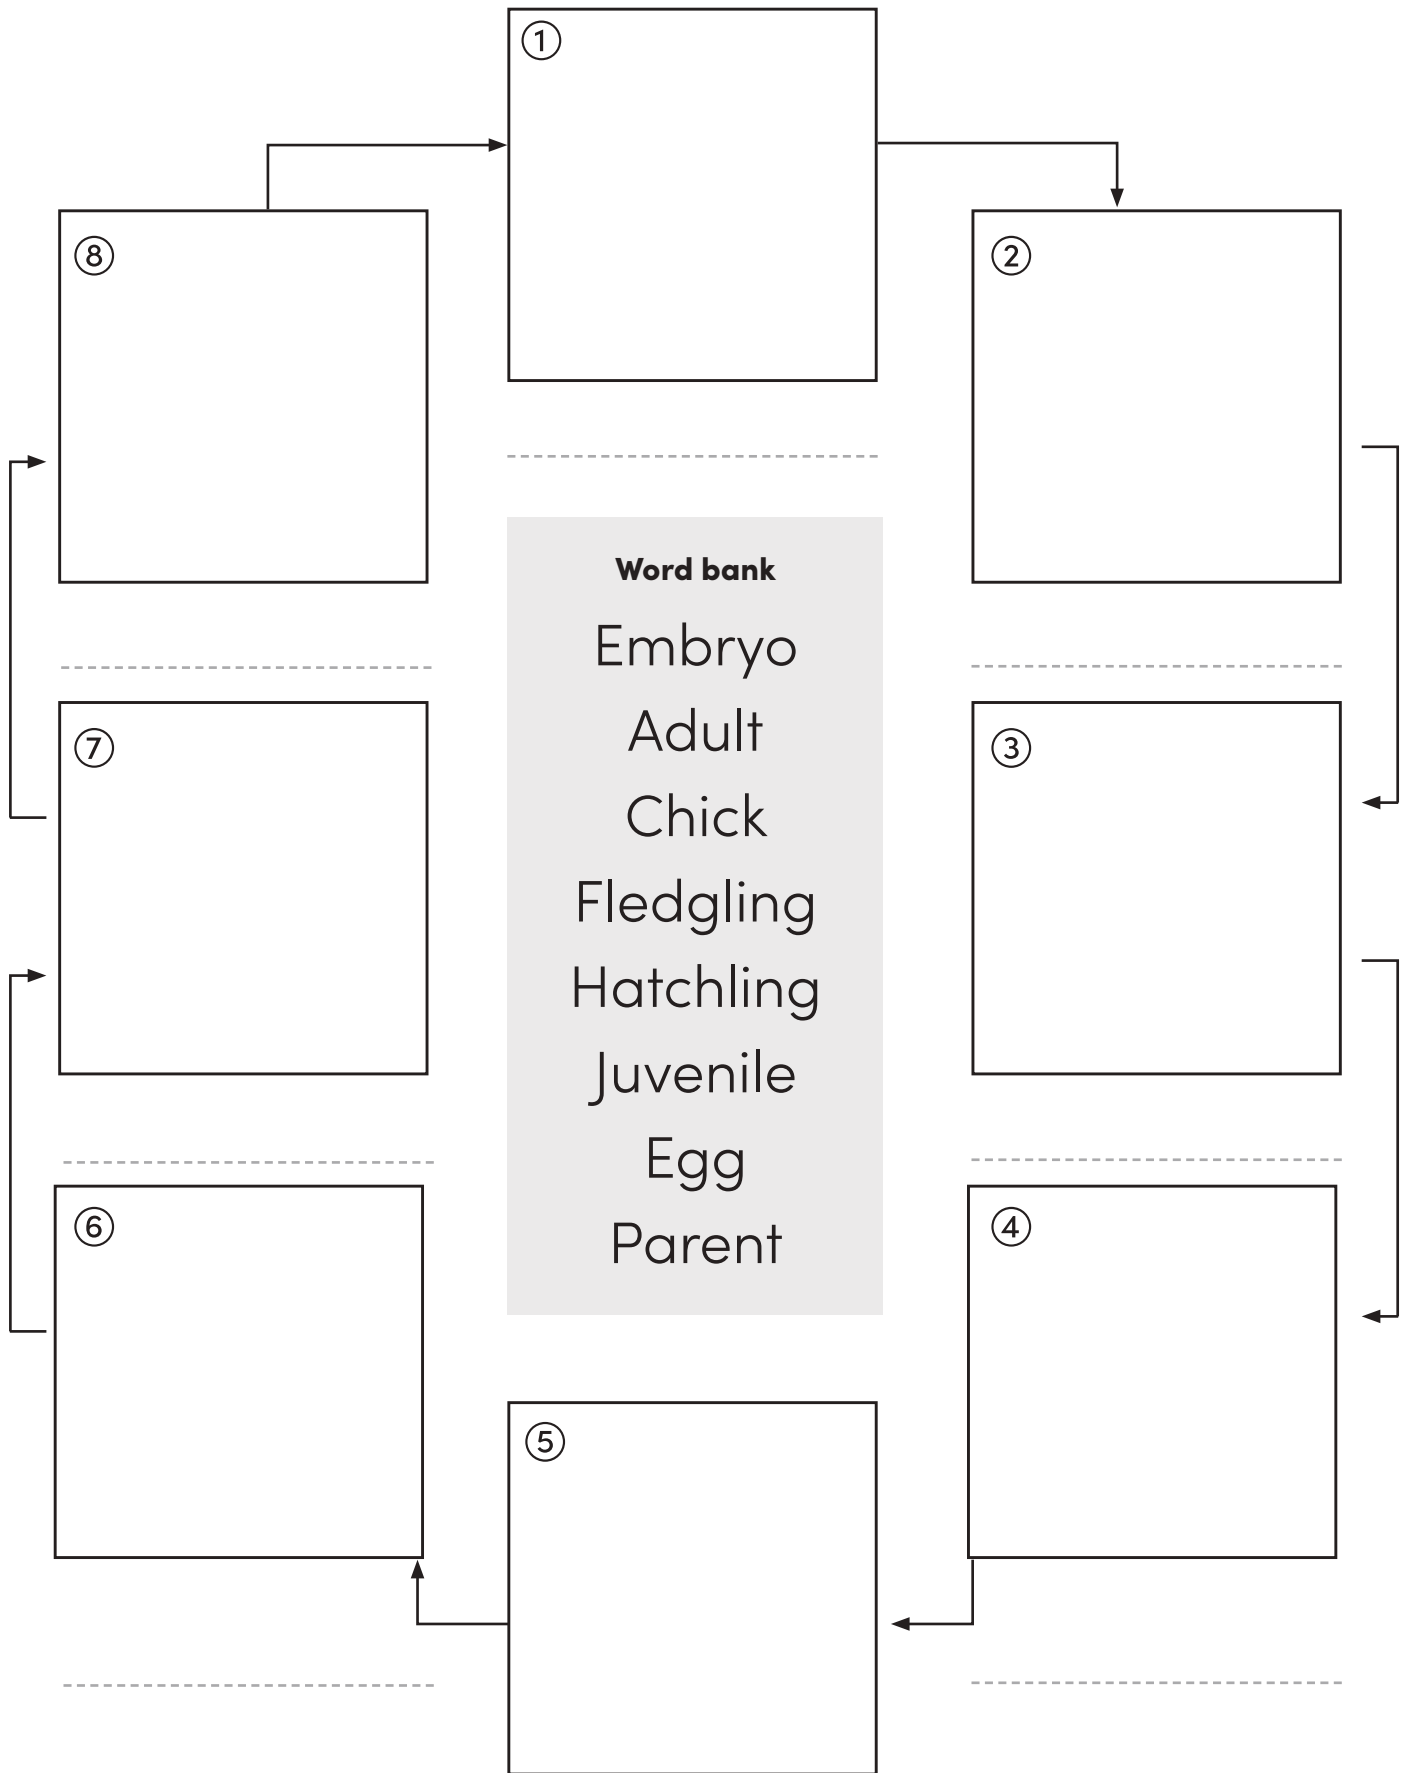 1
8
2
Word bank
Embryo
Adult
Chick
Fledgling
Hatchling
Juvenile
Egg
Parent
7
3
6
4
5